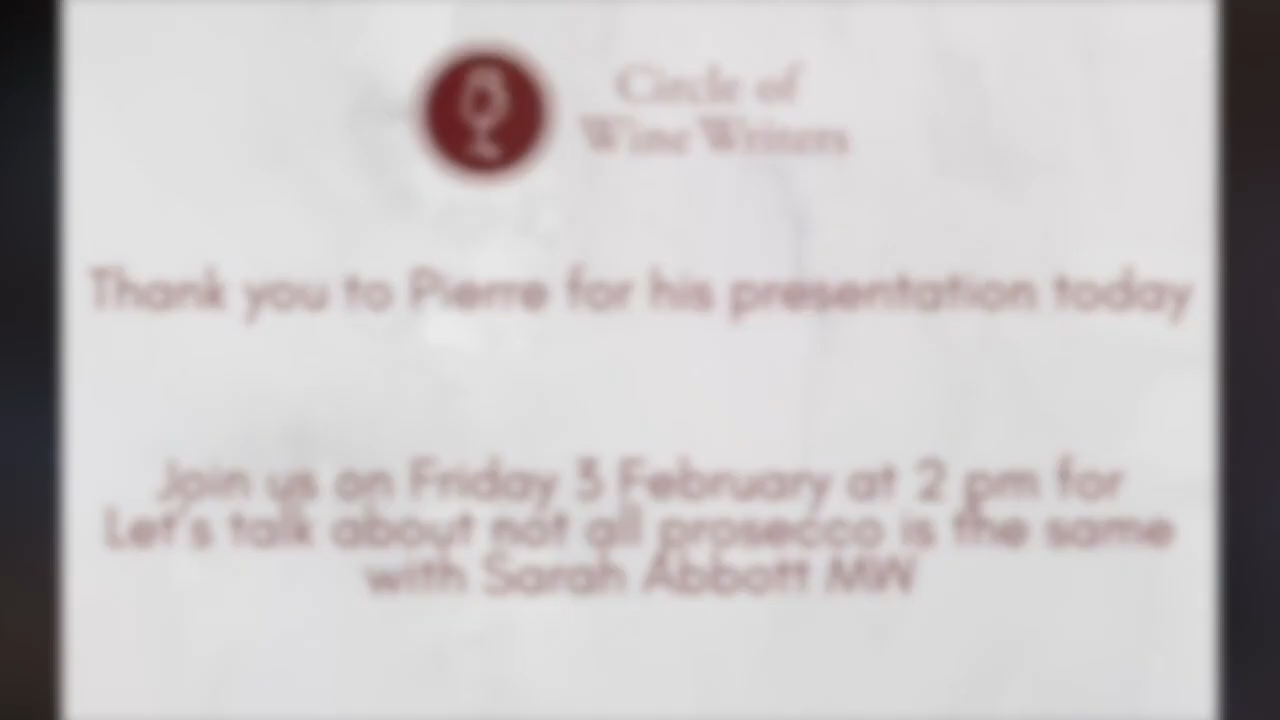 Circle of
Wine Writers
Thank you to Pierre for his presentation today
Join us on Friday 3 February at 2 pm for
Let's talk about not all prosecco is the same
with Sarah Abbott MW